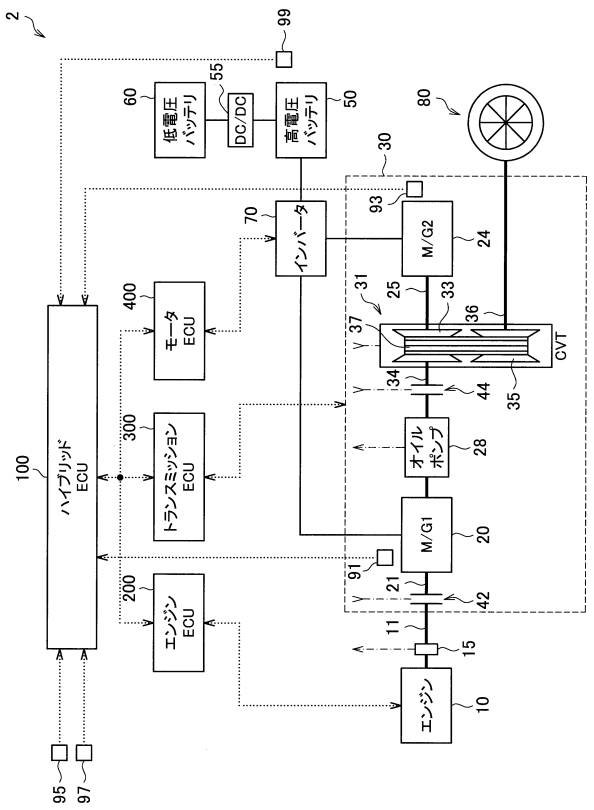 2
99
60
低電圧
バッテリ
55
DC/DC
50
高電圧
バッテリ
80
30
93
70
インバータ
M/G2
24
400
モータ
ECU
25
31
33
37
36
34
35
CVT
100
ハイブリッド
ECU
300
トランスミッション
ECU
44
オイル
ポンプ
28
91
M/G1
20
200
エンジン
ECU
21
42
11
15
エンジン
10
95
97